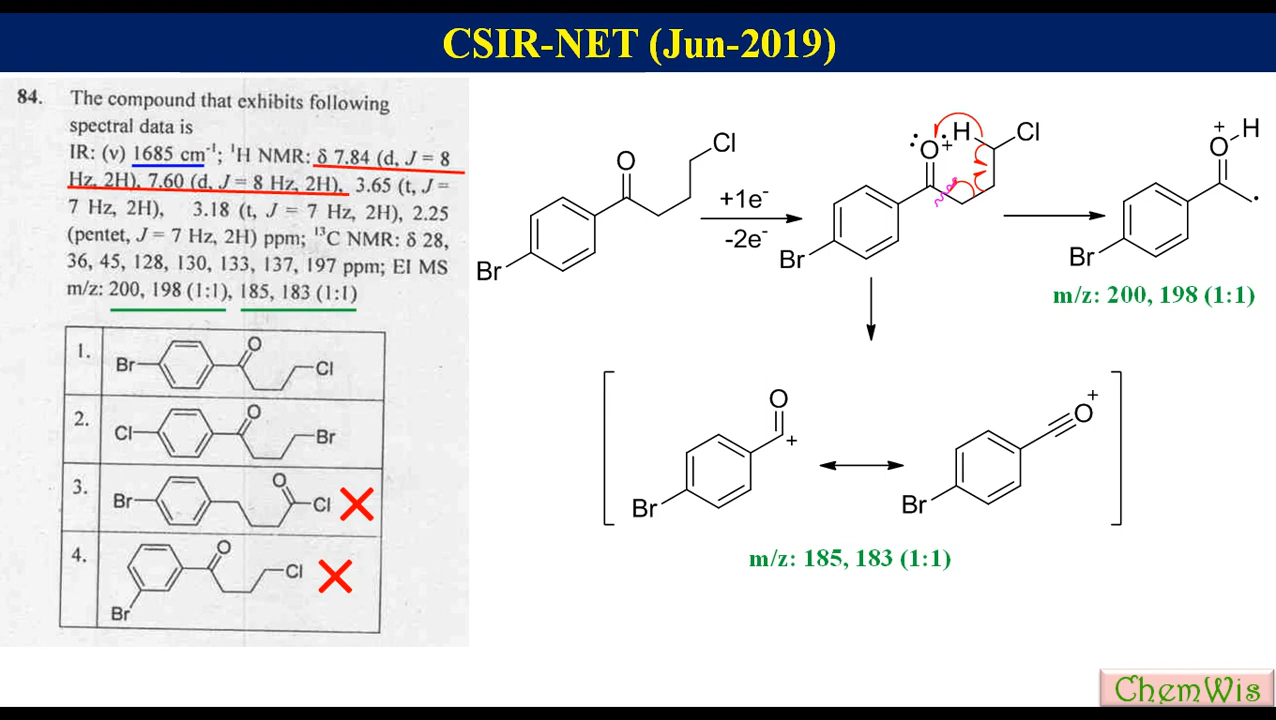 CSIR-NET (Jun-2019)
84. The compound that exhibits following
spectral data is
IR: (ν) 1685 cm⁻¹; ¹H NMR: δ 7.84 (d, J = 8
Hz, 2H), 7.60 (d, J = 8 Hz, 2H), 3.65 (t, J =
7 Hz, 2H), 3.18 (t, J = 7 Hz, 2H), 2.25
(pentet, J = 7 Hz, 2H) ppm; ¹³C NMR: δ 28,
36, 45, 128, 130, 133, 137, 197 ppm; EI MS
m/z: 200, 198 (1:1), 185, 183 (1:1)
1. Br O Cl
2. Cl O Br
3. Br O Cl
4. O Cl
Br
O Cl
Br
+1e⁻
-2e⁻
H Cl
:O+:
Br
+ H
O
Br
m/z: 200, 198 (1:1)
O
+
Br
+
O
Br
m/z: 185, 183 (1:1)
ChemWis